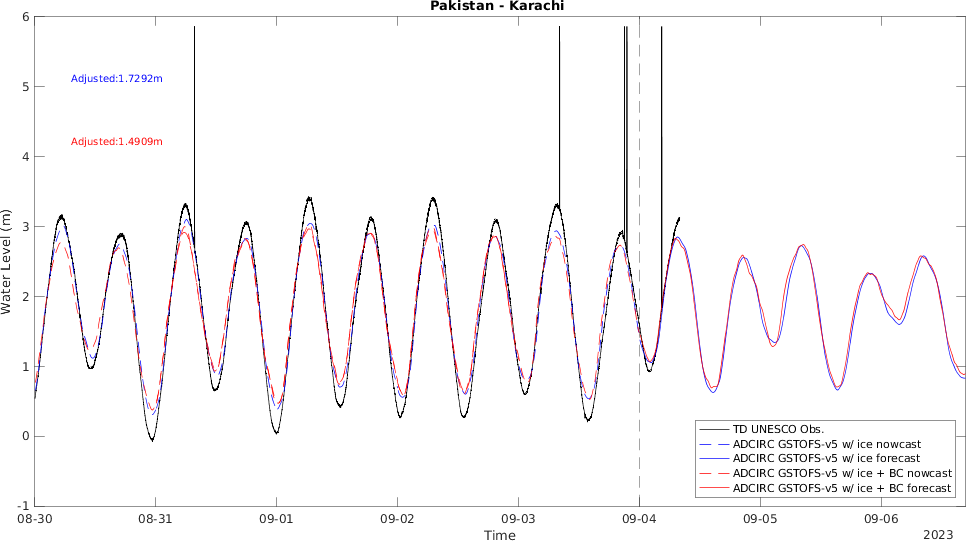 Pakistan - Karachi
6
5
4
3
2
1
0
-1
Water Level (m)
Adjusted:1.7292m
Adjusted:1.4909m
TD UNESCO Obs.
ADCIRC GSTOFS-v5 w/ ice nowcast
ADCIRC GSTOFS-v5 w/ ice forecast
ADCIRC GSTOFS-v5 w/ ice + BC nowcast
ADCIRC GSTOFS-v5 w/ ice + BC forecast
08-30 08-31 09-01 09-02 09-03 09-04 09-05 09-06
Time
2023